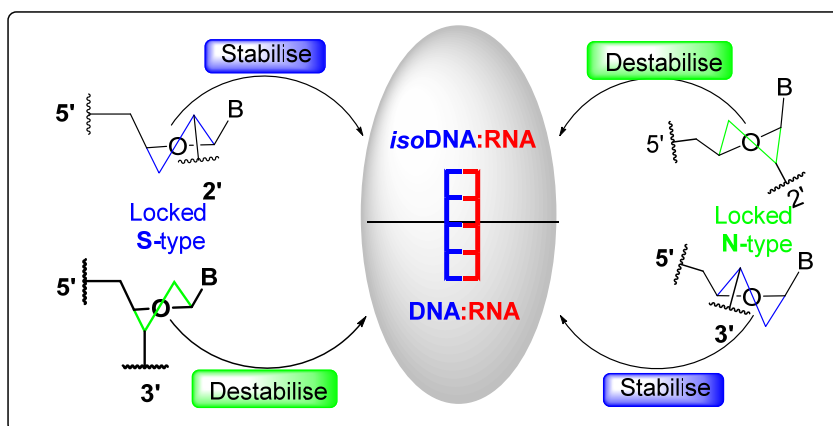 Stabilise
Destabilise
5'
B
O
2'
Locked
S-type
isoDNA:RNA
B
O
5'
2'
Locked
N-type
5'
B
O
3'
Destabilise
DNA:RNA
5'
B
O
3'
Stabilise